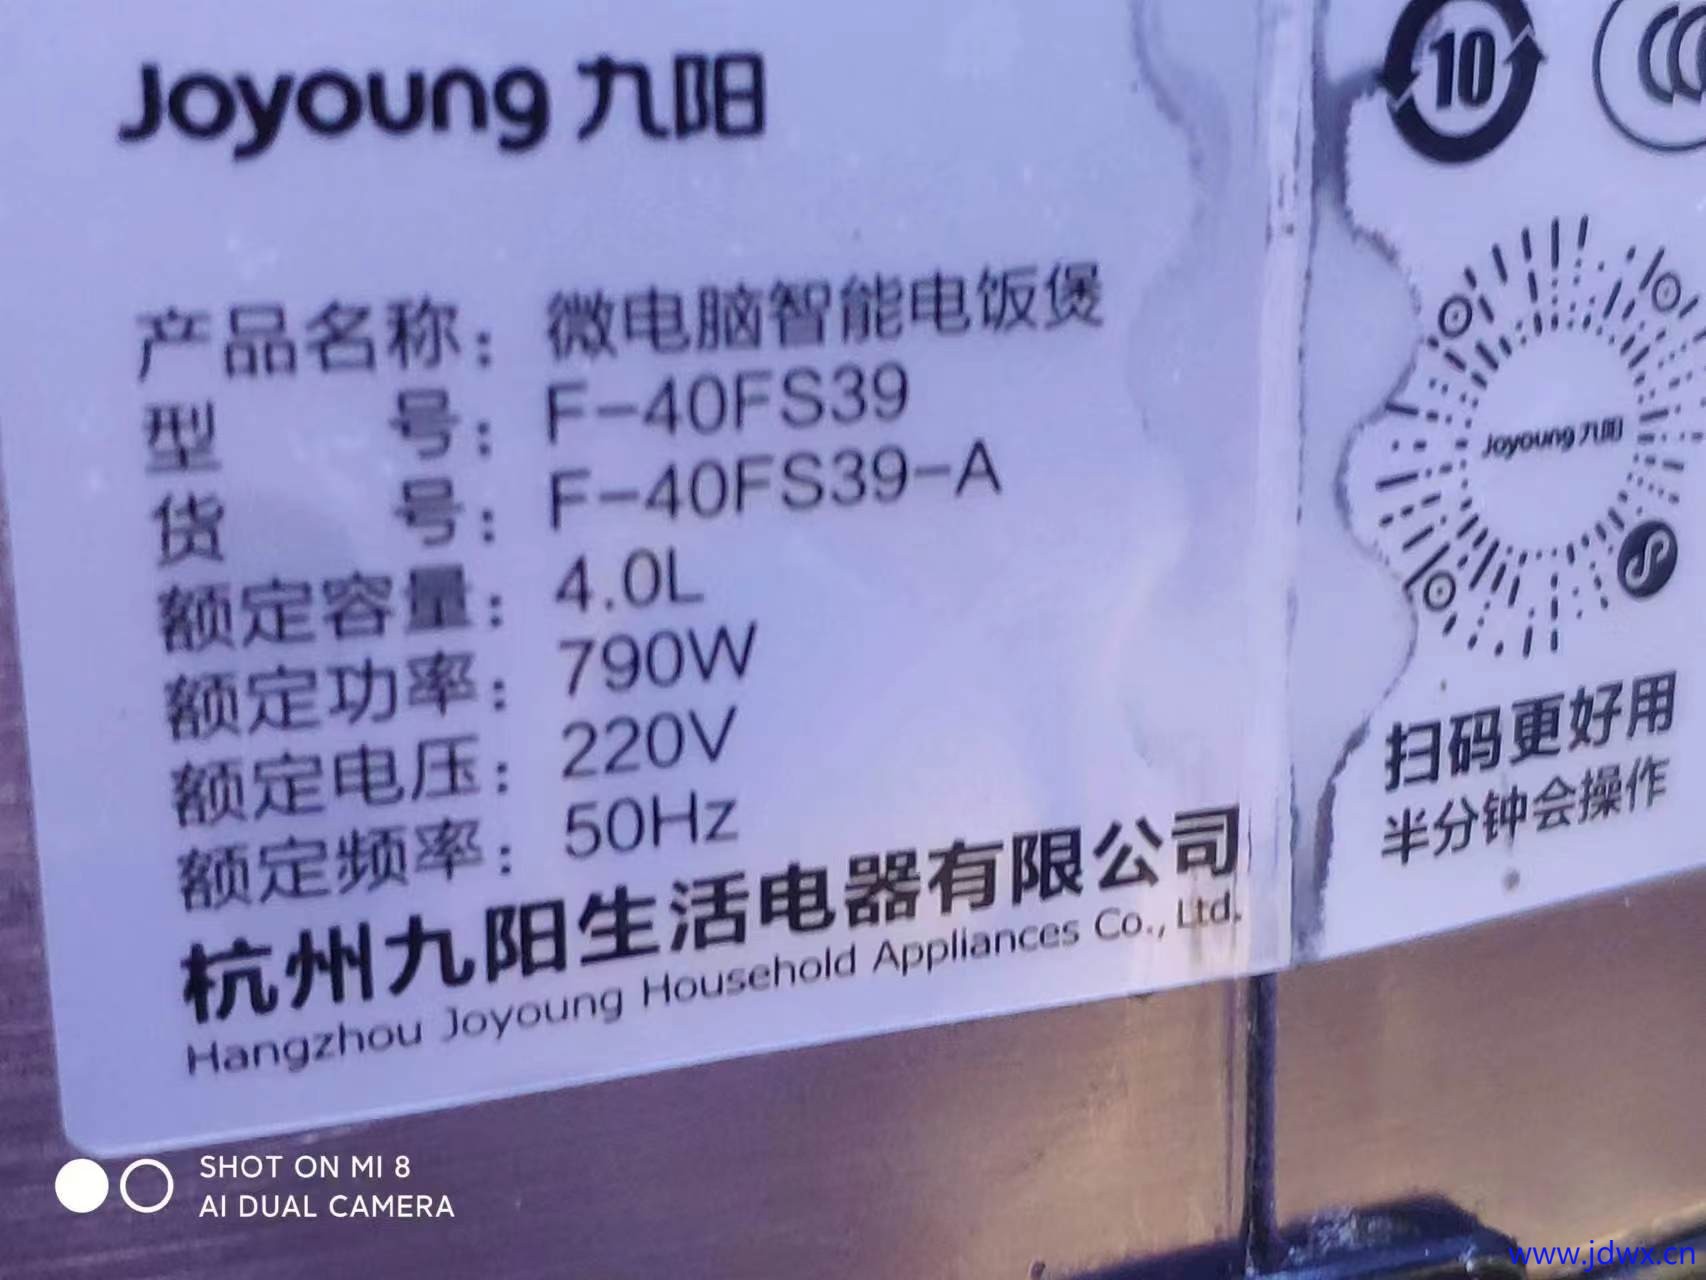 Joyoung 九阳
产品名称：微电脑智能电饭煲
型 号：F-40FS39
货 号：F-40FS39-A
额定容量：4.0L
额定功率：790W
额定电压：220V
额定频率：50Hz
杭州九阳生活电器有限公司
Hangzhou Joyoung Household Appliances Co., Ltd.
10
CCC
Joyoung 九阳
扫码更好用
半分钟会操作
SHOT ON MI 8
AI DUAL CAMERA
www.jdwx.cn